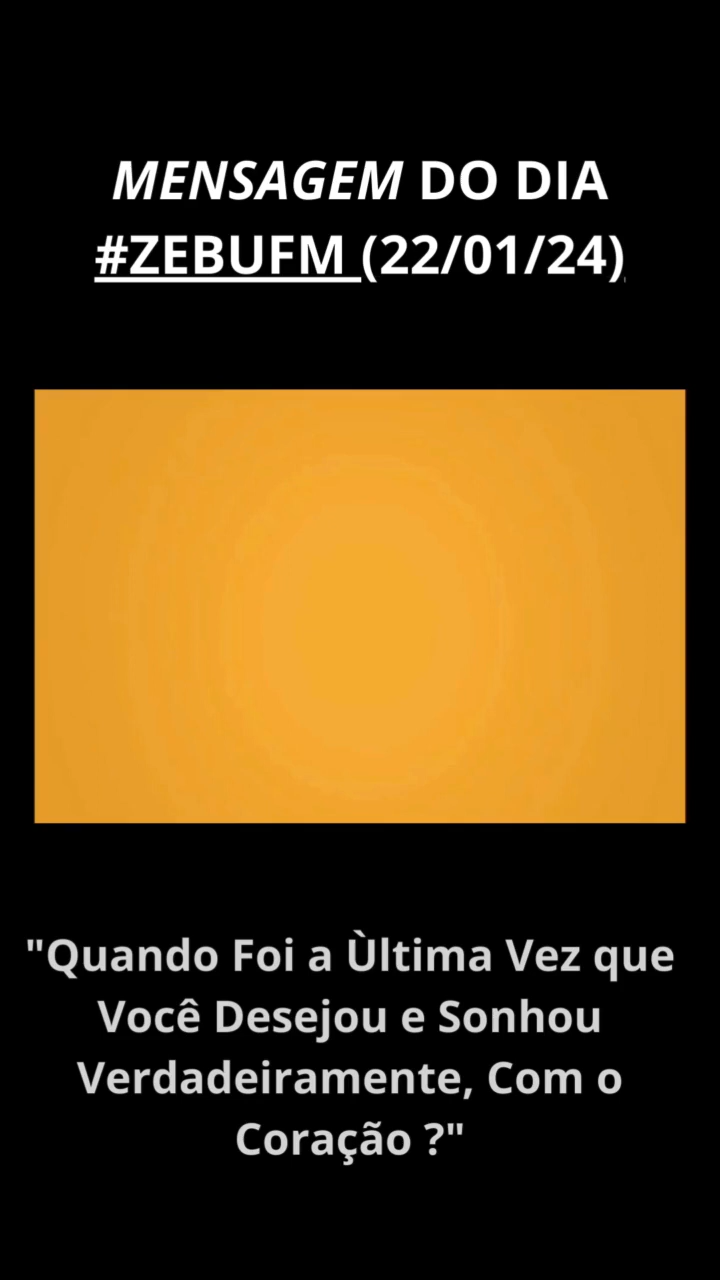 MENSAGEM DO DIA
#ZEBUFM (22/01/24)
"Quando Foi a Ùltima Vez que
Você Desejou e Sonhou
Verdadeiramente, Com o
Coração ?"